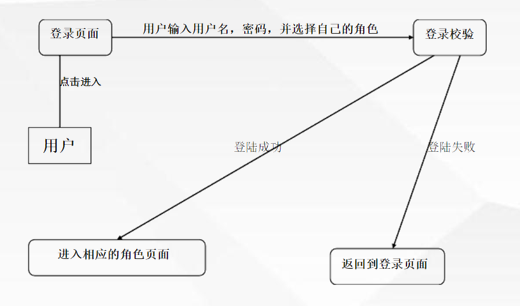 登录页面
用户输入用户名，密码，并选择自己的角色
登录校验
点击进入
用户
登陆成功
登陆失败
进入相应的角色页面
返回到登录页面